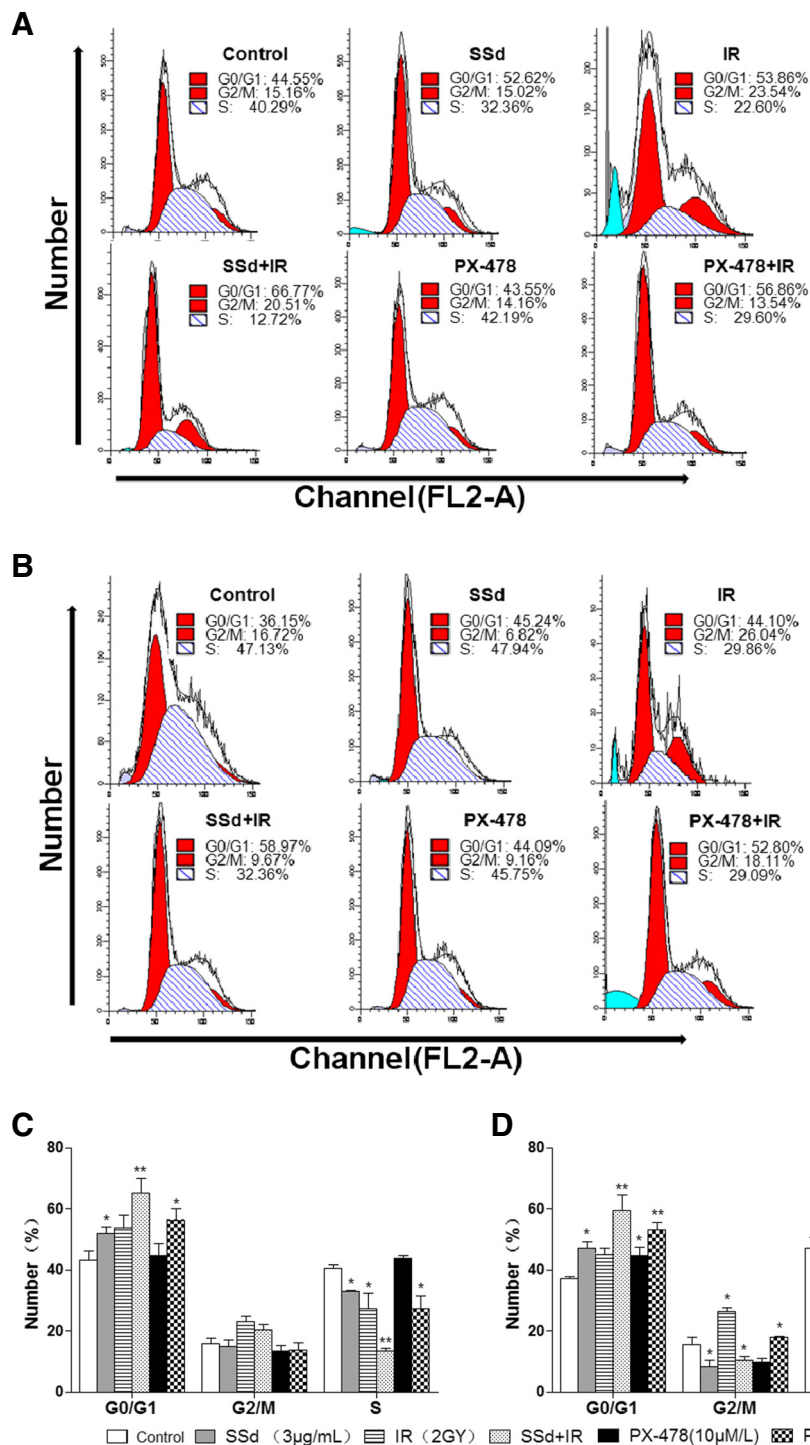 A
Control
G0/G1: 44.55%
G2/M: 15.16%
S: 40.29%
SSd
G0/G1: 52.62%
G2/M: 15.02%
S: 32.36%
IR
G0/G1: 53.86%
G2/M: 23.54%
S: 22.60%
SSd+IR
G0/G1: 66.77%
G2/M: 20.51%
S: 12.72%
PX-478
G0/G1: 43.55%
G2/M: 14.16%
S: 42.19%
PX-478+IR
G0/G1: 56.86%
G2/M: 13.54%
S: 29.60%
Number
Channel(FL2-A)
B
Control
G0/G1: 36.15%
G2/M: 16.72%
S: 47.13%
SSd
G0/G1: 45.24%
G2/M: 6.82%
S: 47.94%
IR
G0/G1: 44.10%
G2/M: 26.04%
S: 29.86%
SSd+IR
G0/G1: 58.97%
G2/M: 9.67%
S: 32.36%
PX-478
G0/G1: 44.09%
G2/M: 9.16%
S: 45.75%
PX-478+IR
G0/G1: 52.80%
G2/M: 18.11%
S: 29.09%
Number
Channel(FL2-A)
C
Number (%)
80
60
40
20
0
* ** *
* * ** *
G0/G1 G2/M S
D
Number (%)
80
60
40
20
0
* ** * **
* * * *
G0/G1 G2/M
Control SSd (3μg/mL) IR (2GY) SSd+IR PX-478(10μM/L)